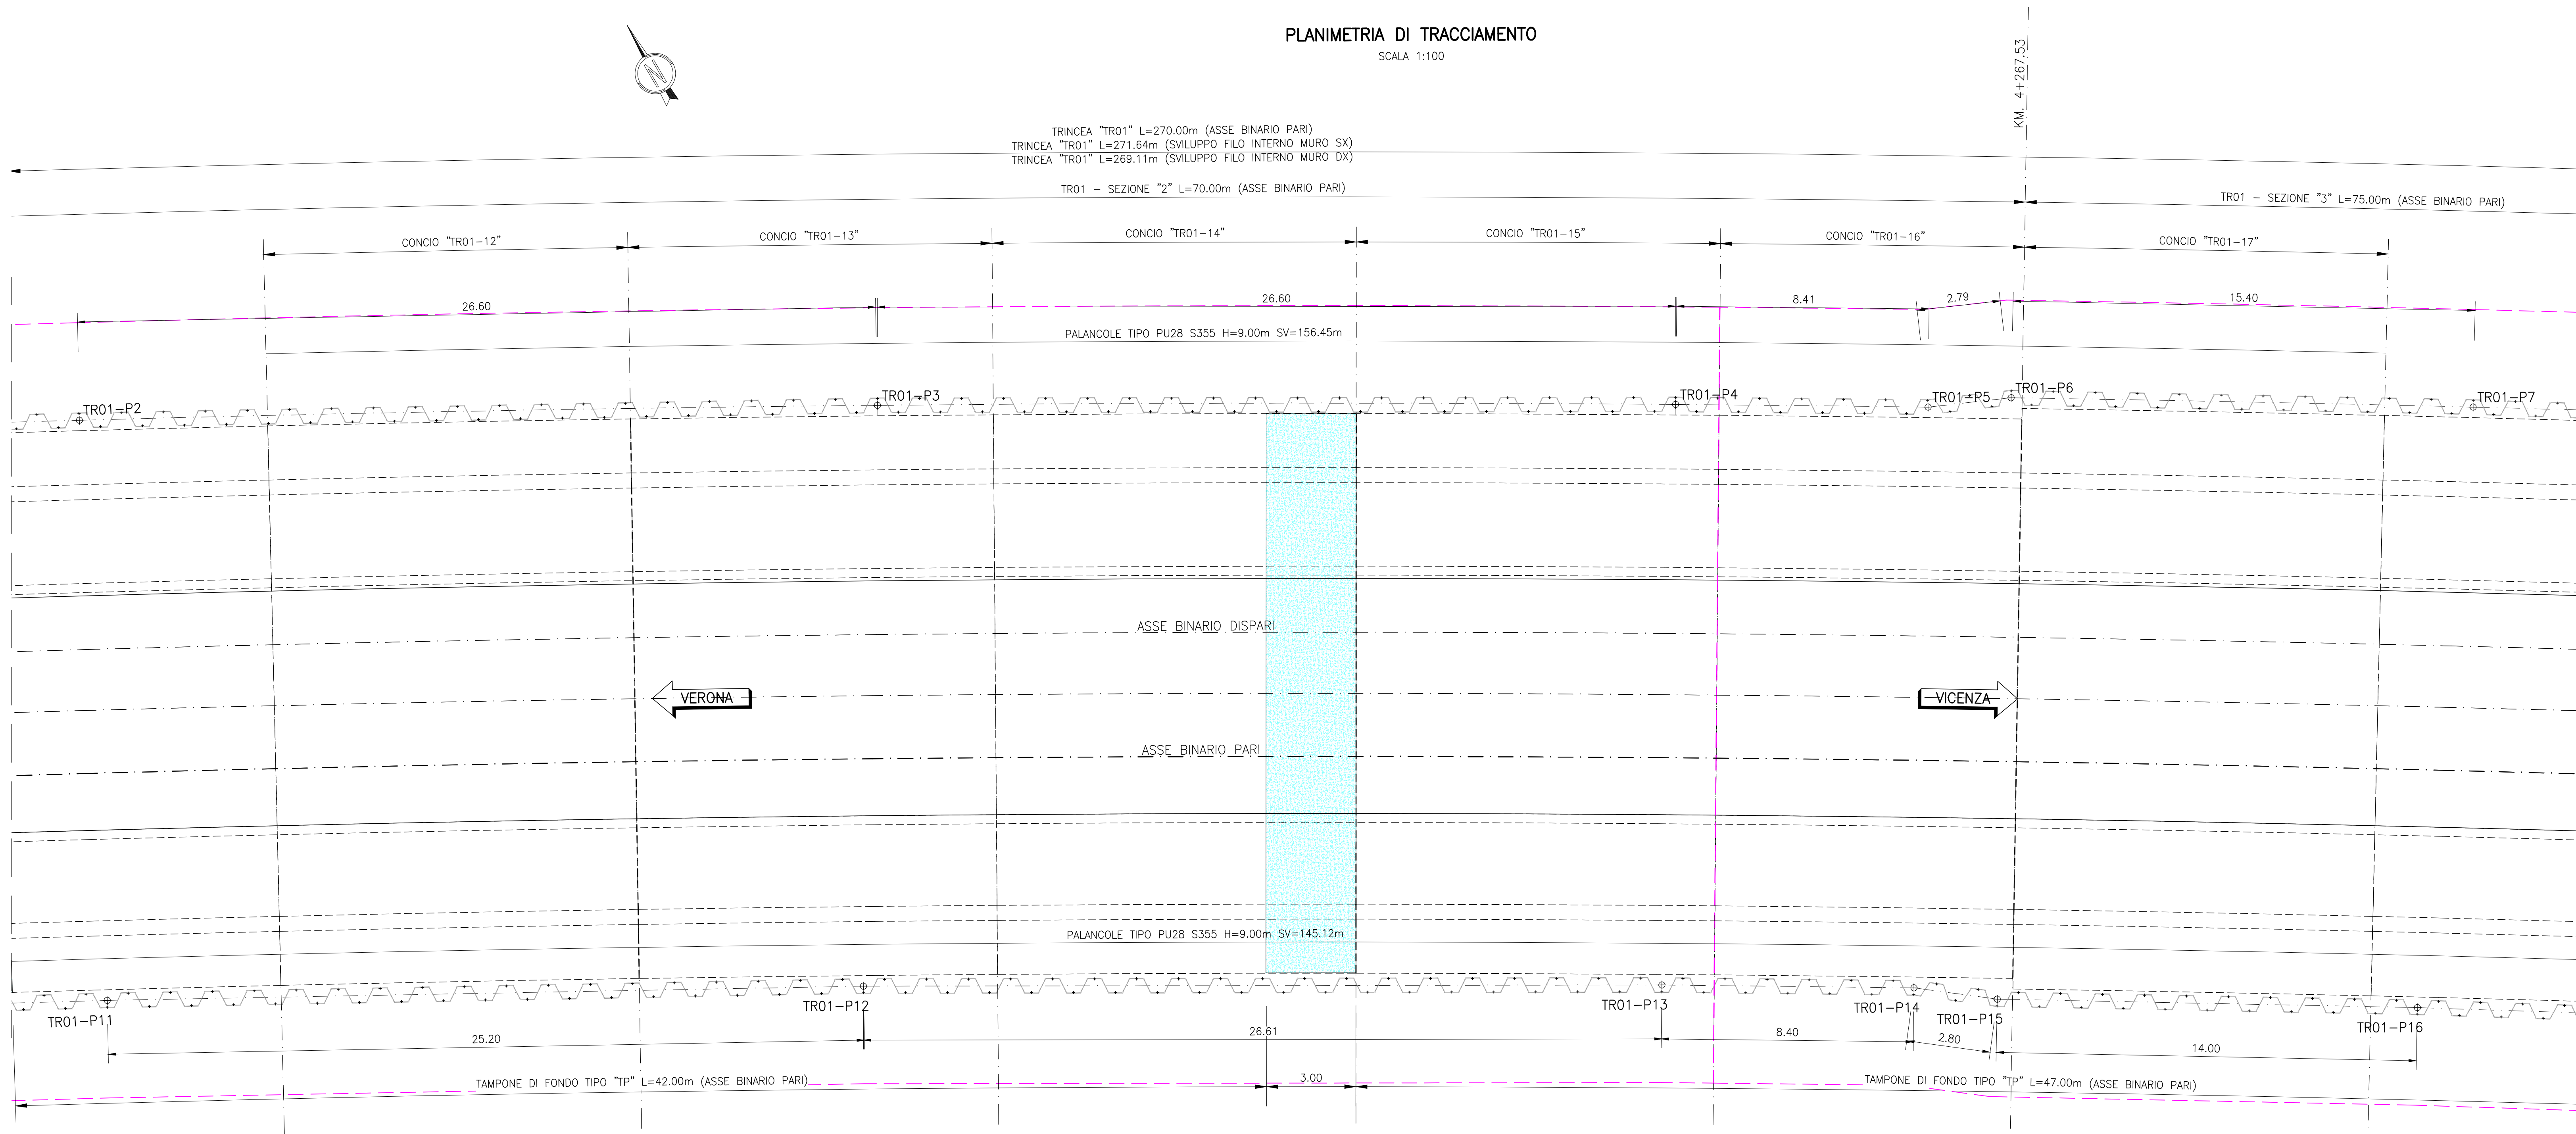 PLANIMETRIA DI TRACCIAMENTO
SCALA 1:100
N
KM. 4+267.53
TRINCEA "TR01" L=270.00m (ASSE BINARIO PARI)
TRINCEA "TR01" L=271.64m (SVILUPPO FILO INTERNO MURO SX)
TRINCEA "TR01" L=269.11m (SVILUPPO FILO INTERNO MURO DX)
TR01 - SEZIONE "2" L=70.00m (ASSE BINARIO PARI)
TR01 - SEZIONE "3" L=75.00m (ASSE BINARIO PARI)
CONCIO "TR01-12"
CONCIO "TR01-13"
CONCIO "TR01-14"
CONCIO "TR01-15"
CONCIO "TR01-16"
CONCIO "TR01-17"
26.60
26.60
8.41
2.79
15.40
PALANCOLE TIPO PU28 S355 H=9.00m SV=156.45m
TR01-P2
TR01-P3
TR01-P4
TR01-P5
TR01-P6
TR01-P7
ASSE BINARIO DISPARI
VERONA
VICENZA
ASSE BINARIO PARI
PALANCOLE TIPO PU28 S355 H=9.00m SV=145.12m
TR01-P11
TR01-P12
TR01-P13
TR01-P14
TR01-P15
TR01-P16
25.20
26.61
8.40
2.80
14.00
TAMPONE DI FONDO TIPO "TP" L=42.00m (ASSE BINARIO PARI)
3.00
TAMPONE DI FONDO TIPO "TP" L=47.00m (ASSE BINARIO PARI)